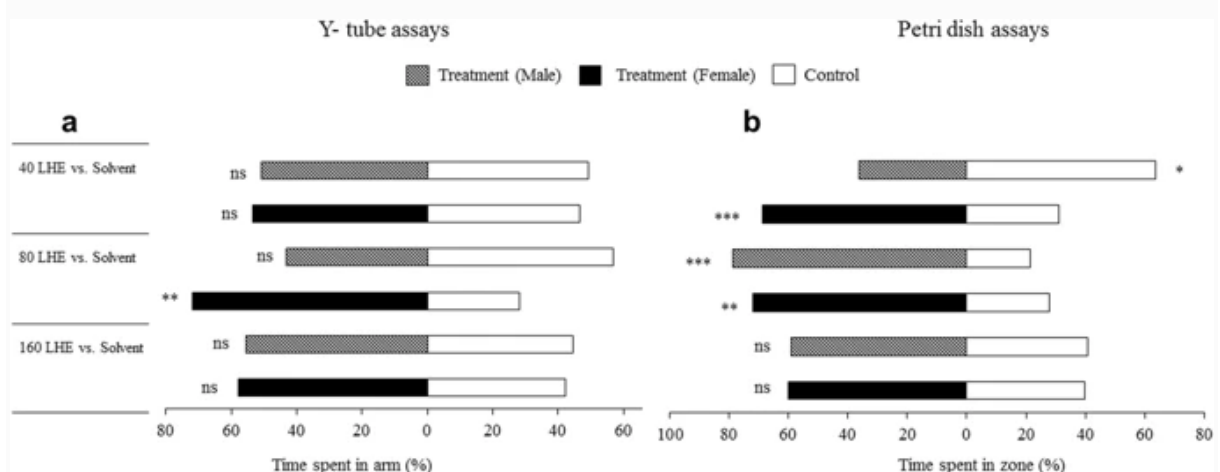 Y- tube assays
Petri dish assays
Treatment (Male) Treatment (Female) Control
a
b
40 LHE vs. Solvent
ns
*
ns
***
80 LHE vs. Solvent
ns
***
**
**
160 LHE vs. Solvent
ns
ns
ns
ns
80 60 40 20 0 20 40 60
100 80 60 40 20 0 20 40 60 80
Time spent in arm (%)
Time spent in zone (%)